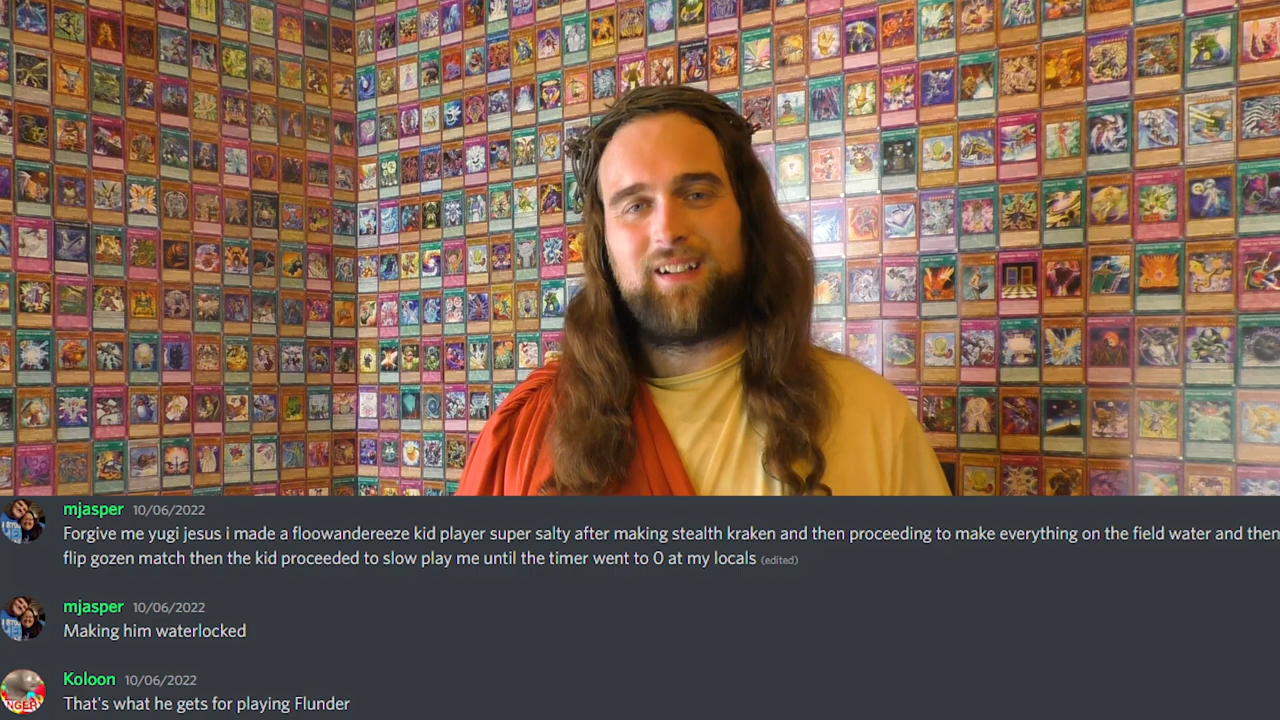 mjasper 10/06/2022
Forgive me yugi jesus i made a floowandereeze kid player super salty after making stealth kraken and then proceeding to make everything on the field water and then
flip gozen match then the kid proceeded to slow play me until the timer went to 0 at my locals (edited)
mjasper 10/06/2022
Making him waterlocked
Koloon 10/06/2022
That's what he gets for playing Flunder